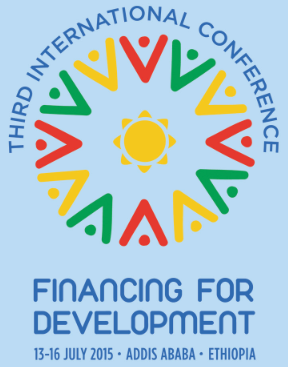 THIRD INTERNATIONAL CONFERENCE
FINANCING FOR
DEVELOPMENT
13-16 JULY 2015 • ADDIS ABABA • ETHIOPIA